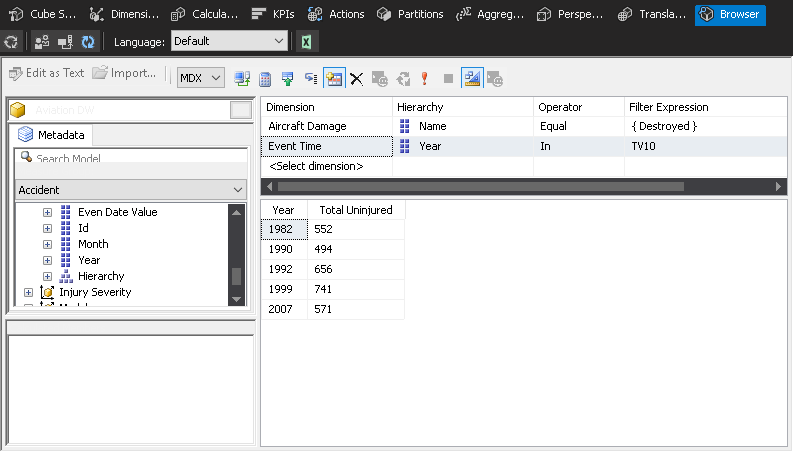 Cube S... Dimensi... Calcula... KPIs Actions Partitions Aggreg... Perspe... Transla... Browser
Language: Default
Edit as Text Import... MDX
Aviation DW
Metadata
Search Model
Accident
Even Date Value
Id
Month
Year
Hierarchy
Injury Severity
Dimension Hierarchy Operator Filter Expression
Aircraft Damage Name Equal { Destroyed }
Event Time Year In TV10
<Select dimension>
Year Total Uninjured
1982 552
1990 494
1992 656
1999 741
2007 571